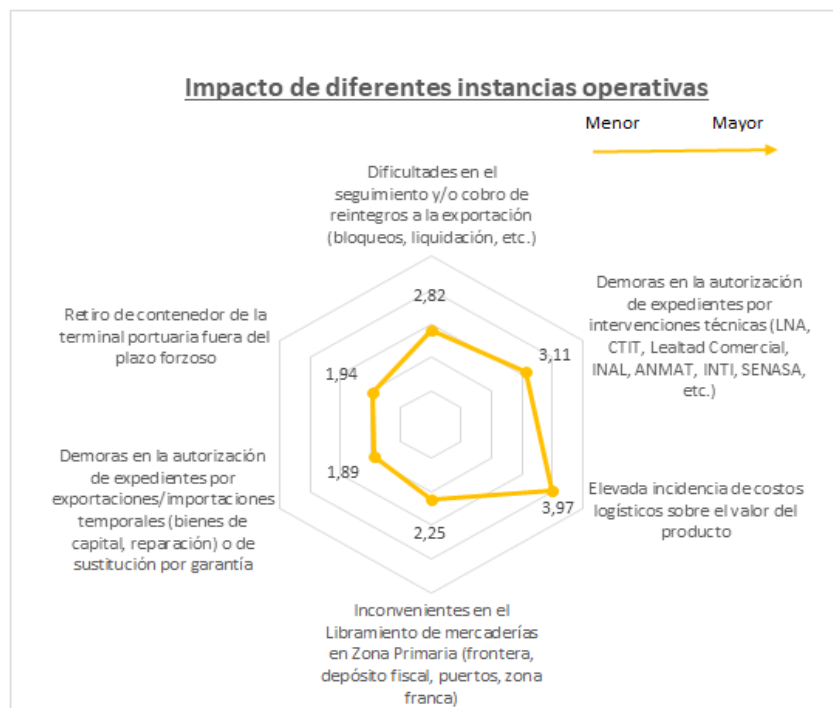 Impacto de diferentes instancias operativas
Menor Mayor
Dificultades en el
seguimiento y/o cobro de
reintegros a la exportación
(bloqueos, liquidación, etc.)
2,82
Demoras en la autorización
de expedientes por
intervenciones técnicas (LNA,
CTIT, Lealtad Comercial,
INAL, ANMAT, INTI, SENASA,
etc.)
3,11
Elevada incidencia de costos
logísticos sobre el valor del
producto
3,97
Inconvenientes en el
Libramiento de mercaderías
en Zona Primaria (frontera,
depósito fiscal, puertos, zona
franca)
2,25
Demoras en la autorización
de expedientes por
exportaciones/importaciones
temporales (bienes de
capital, reparación) o de
sustitución por garantía
1,89
Retiro de contenedor de la
terminal portuaria fuera del
plazo forzoso
1,94